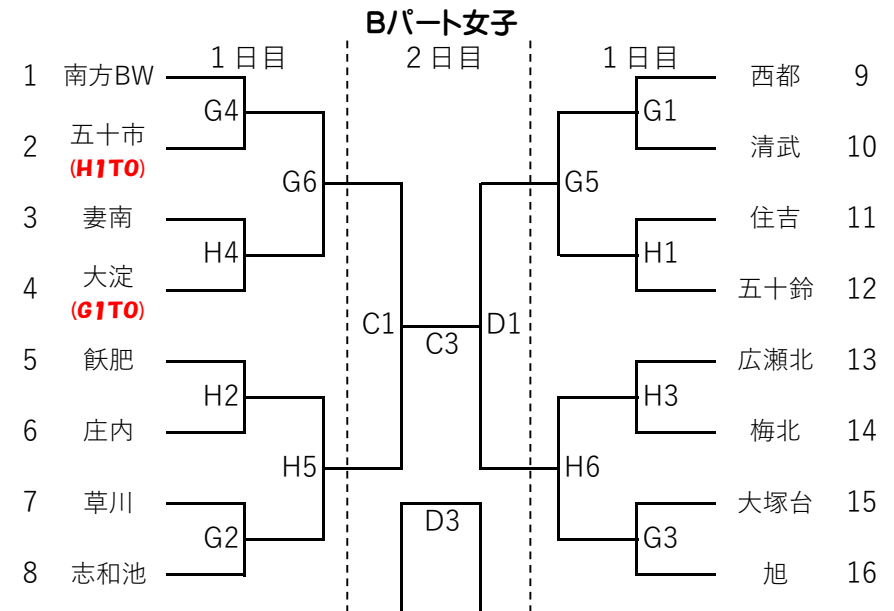 Bパート女子
1日目 2日目 1日目
1 南方BW
G4
2 五十市
(H1TO)
G6
3 妻南
H4
4 大淀
(G1TO)
C1
5 飫肥
H2
6 庄内
H5
7 草川
G2
8 志和池
C3
D3
西都 9
G1
清武 10
G5
住吉 11
H1
五十鈴 12
D1
広瀬北 13
H3
梅北 14
H6
大塚台 15
G3
旭 16